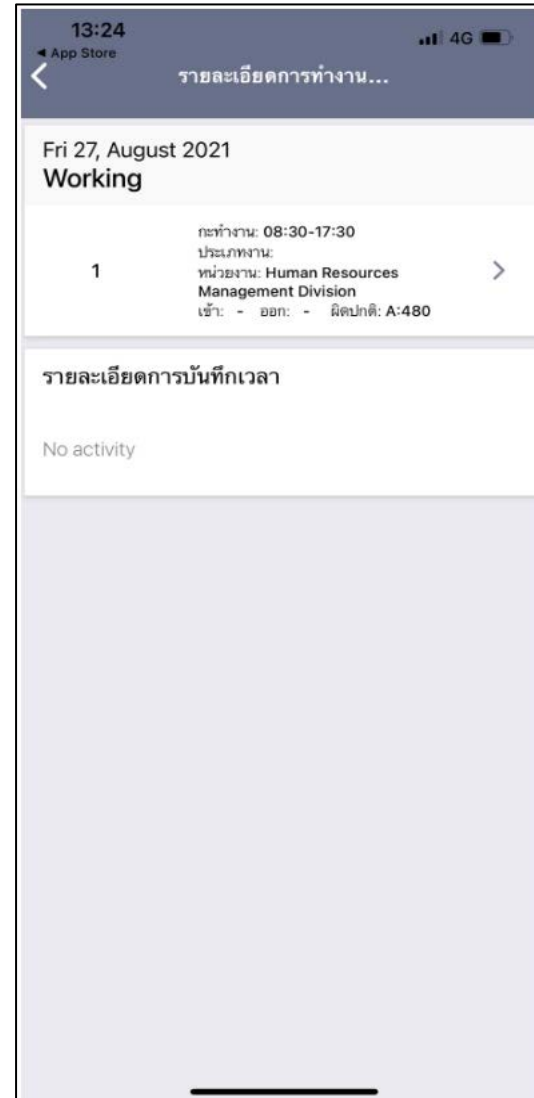 13:24
4G
◀ App Store
รายละเอียดการทำงาน...
Fri 27, August 2021
Working
1
กะทำงาน: 08:30-17:30
ประเภทงาน:
หน่วยงาน: Human Resources
Management Division
เข้า: - ออก: - ผิดปกติ: A:480
รายละเอียดการบันทึกเวลา
No activity